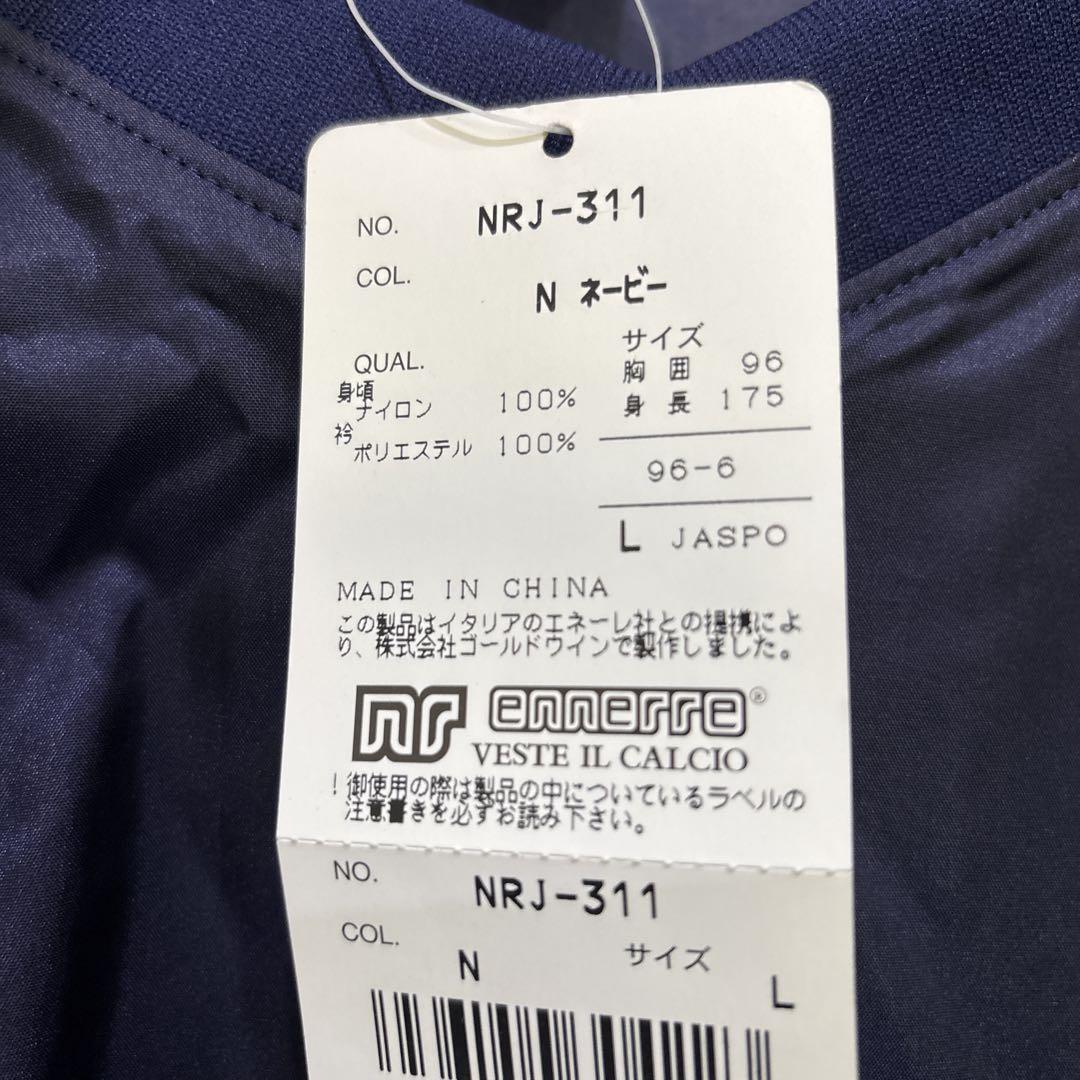 NO. NRJ-311
COL.
N ネービー
サイズ
胸囲 96
身長 175
QUAL.
身頃
ナイロン 100%
衿
ポリエステル 100%
96-6
L JASPO
MADE IN CHINA
この製品はイタリアのエネーレ社との提携によ
り、株式会社ゴールドウインで製作しました。
nr ennerre®
VESTE IL CALCIO
!御使用の際は製品の中についているラベルの
注意書きを必ずお読み下さい。
NO. NRJ-311
COL.
N サイズ
L